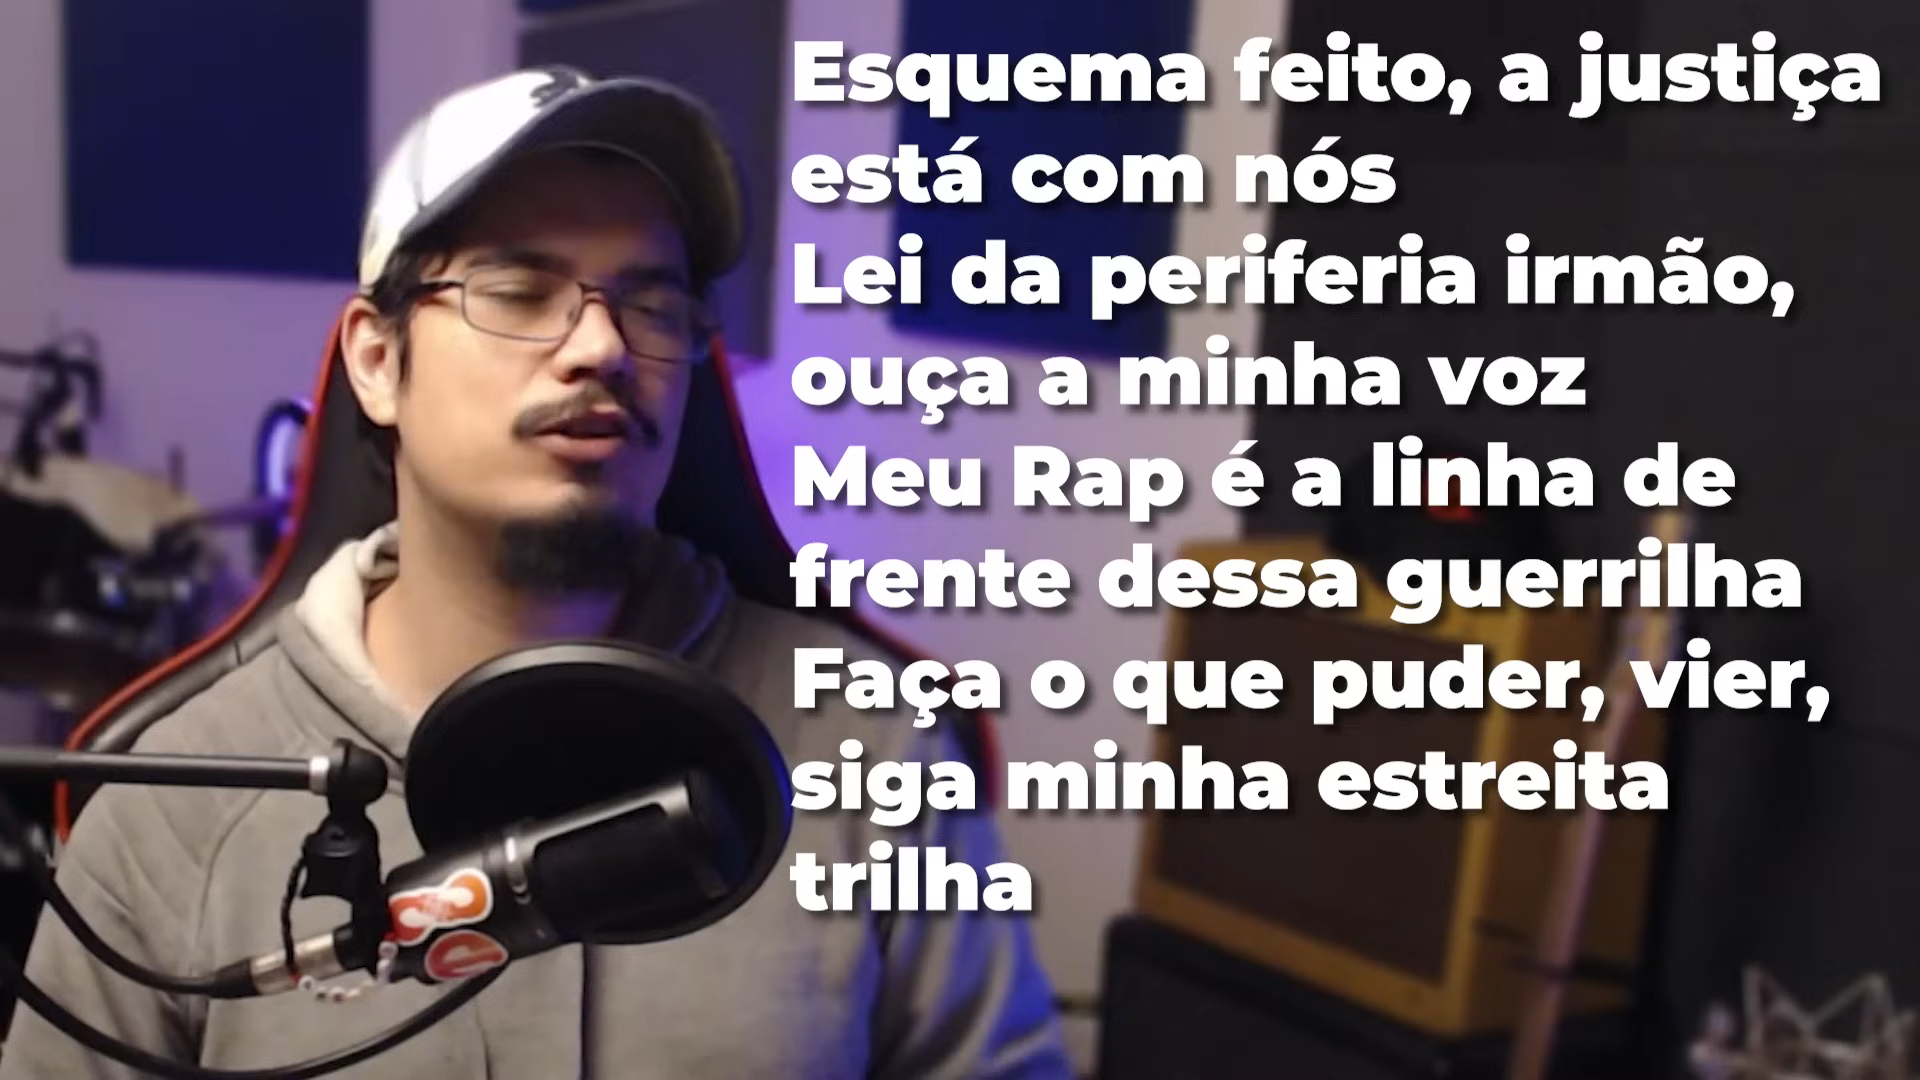 Esquema feito, a justiça
está com nós
Lei da periferia irmão,
ouça a minha voz
Meu Rap é a linha de
frente dessa guerrilha
Faça o que puder, vier,
siga minha estreita
trilha